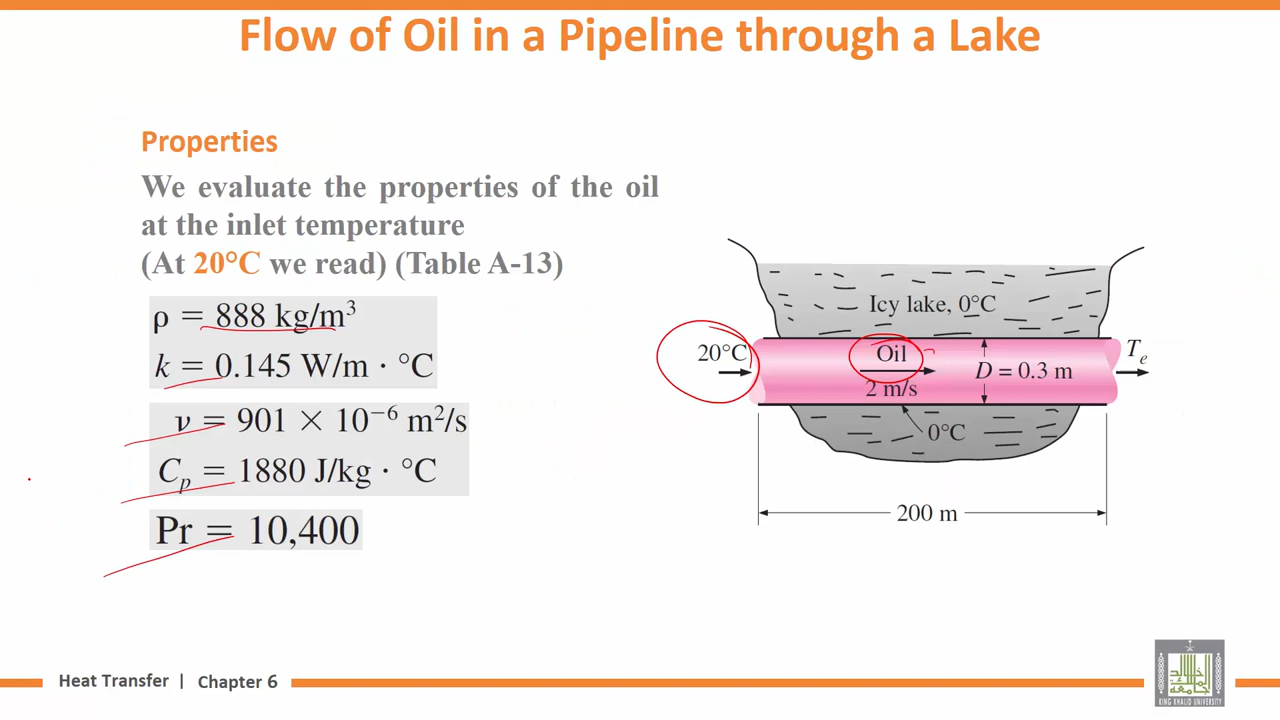 Flow of Oil in a Pipeline through a Lake
Properties
We evaluate the properties of the oil
at the inlet temperature
(At 20°C we read) (Table A-13)
ρ = 888 kg/m³
k = 0.145 W/m · °C
ν = 901 × 10⁻⁶ m²/s
Cₚ = 1880 J/kg · °C
Pr = 10,400
Icy lake, 0°C
20°C
Oil
2 m/s
D = 0.3 m
Tₑ
0°C
200 m
Heat Transfer | Chapter 6
KING KHALID UNIVERSITY